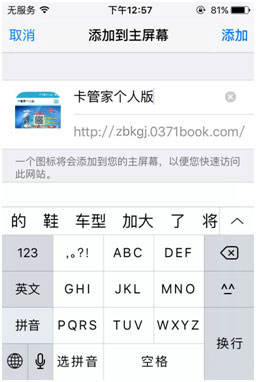 无服务 下午12:57 81%
取消 添加到主屏幕 添加
卡管家个人版
http://zbkgj.0371book.com/
一个图标将会添加到您的主屏幕,以便您快速访问
此网站。
的 鞋 车型 加大 了 将
123 ,。?! ABC DEF
英文 GHI JKL MNO ^^
拼音 PQRS TUV WXYZ 换行
选拼音 空格